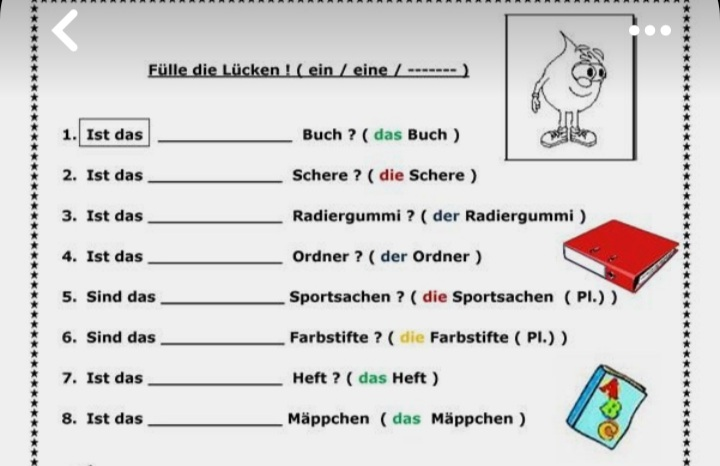 Fülle die Lücken ! ( ein / eine / ------- )
1. Ist das ______________ Buch ? ( das Buch )
2. Ist das ______________ Schere ? ( die Schere )
3. Ist das ______________ Radiergummi ? ( der Radiergummi )
4. Ist das ______________ Ordner ? ( der Ordner )
5. Sind das _____________ Sportsachen ? ( die Sportsachen ( Pl.) )
6. Sind das _____________ Farbstifte ? ( die Farbstifte ( Pl.) )
7. Ist das ______________ Heft ? ( das Heft )
8. Ist das ______________ Mäppchen ( das Mäppchen )
A
B
C